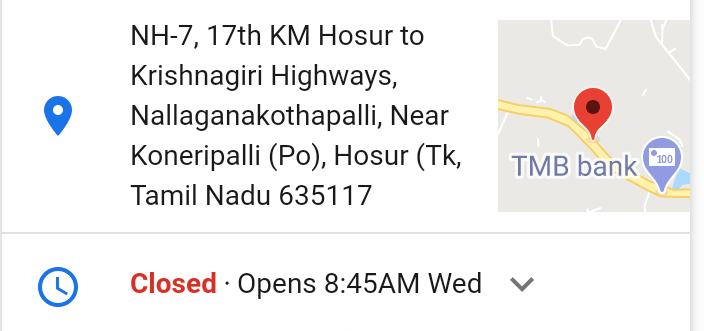 NH-7, 17th KM Hosur to
Krishnagiri Highways,
Nallaganakothapalli, Near
Koneripalli (Po), Hosur (Tk,
Tamil Nadu 635117
TMB bank
100
Closed · Opens 8:45AM Wed